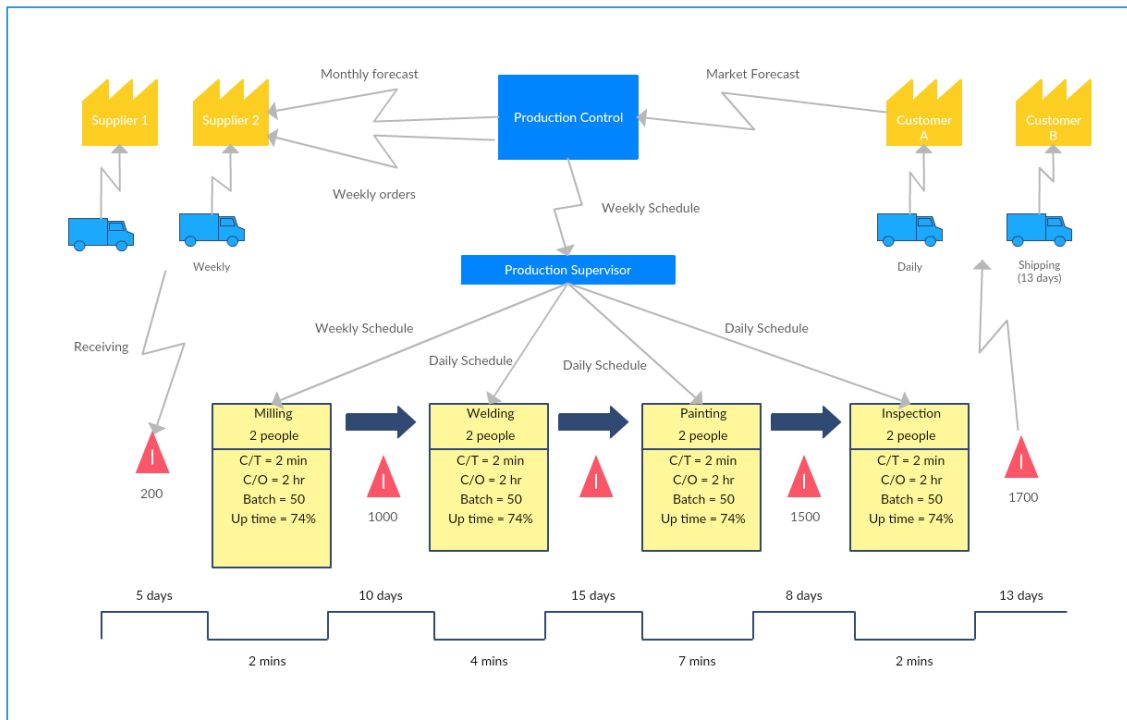 Monthly forecast
Market Forecast
Supplier 1
Supplier 2
Production Control
Customer
A
Customer
B
Weekly orders
Weekly Schedule
Weekly
Daily
Shipping
(13 days)
Production Supervisor
Receiving
Weekly Schedule
Daily Schedule
Daily Schedule
Daily Schedule
Milling
2 people
C/T = 2 min
C/O = 2 hr
Batch = 50
Up time = 74%
Welding
2 people
C/T = 2 min
C/O = 2 hr
Batch = 50
Up time = 74%
Painting
2 people
C/T = 2 min
C/O = 2 hr
Batch = 50
Up time = 74%
Inspection
2 people
C/T = 2 min
C/O = 2 hr
Batch = 50
Up time = 74%
I
200
I
1000
I
I
1500
I
1700
5 days
10 days
15 days
8 days
13 days
2 mins
4 mins
7 mins
2 mins